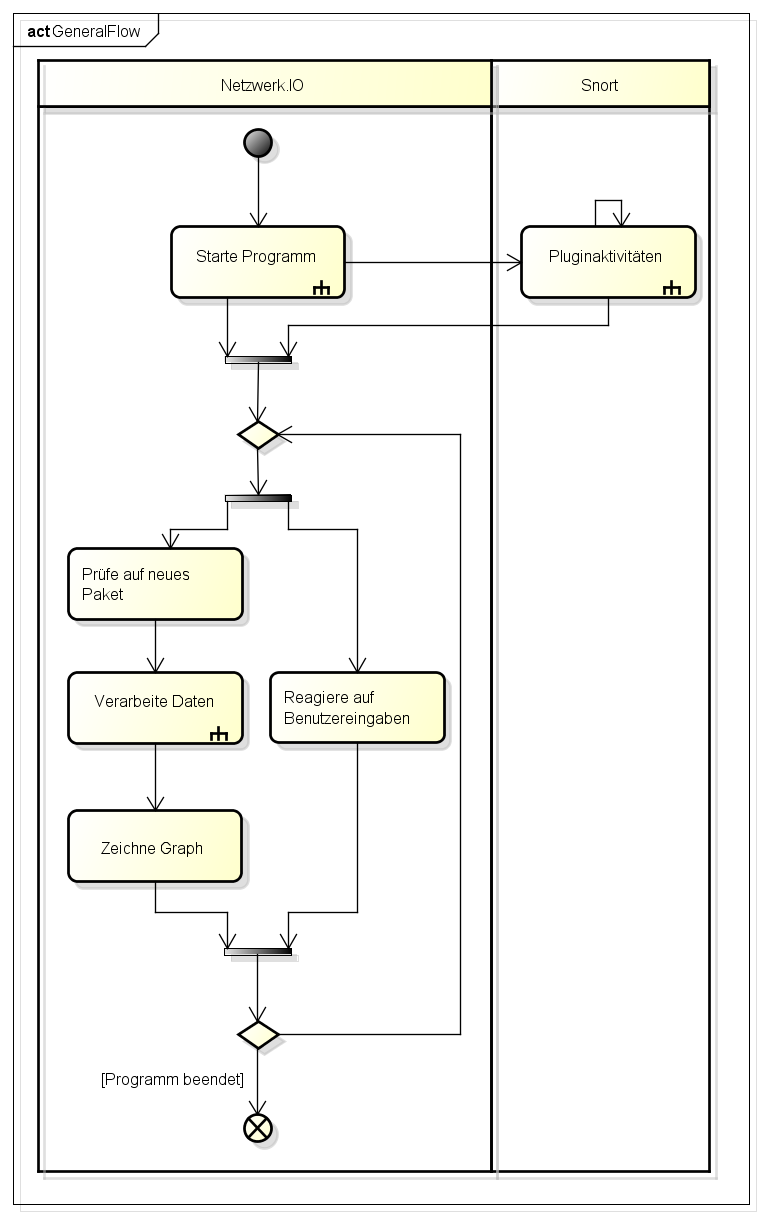 act GeneralFlow
Netzwerk.IO
Snort
Starte Programm
Pluginaktivitäten
Prüfe auf neues
Paket
Verarbeite Daten
Reagiere auf
Benutzereingaben
Zeichne Graph
[Programm beendet]